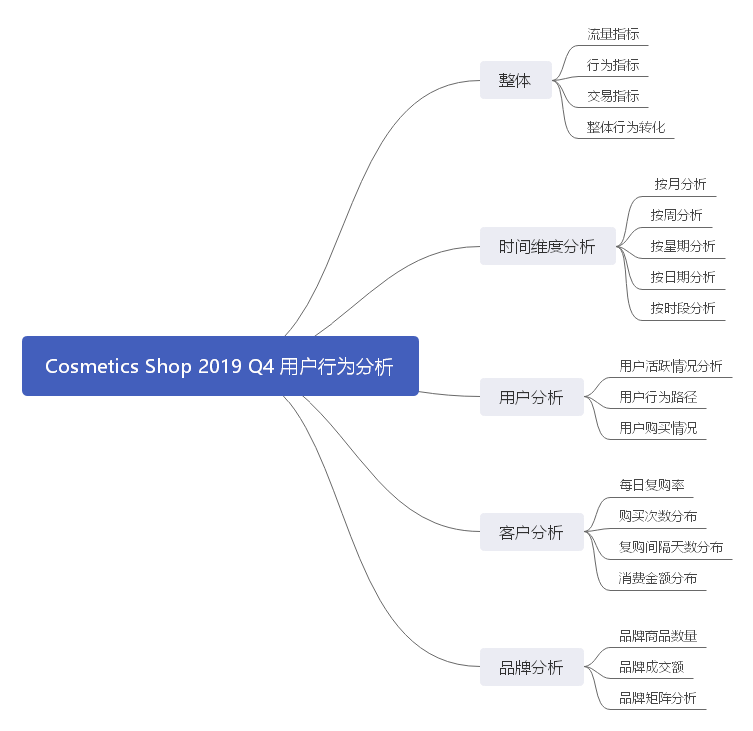 Cosmetics Shop 2019 Q4 用户行为分析
整体
流量指标
行为指标
交易指标
整体行为转化
时间维度分析
按月分析
按周分析
按星期分析
按日期分析
按时段分析
用户分析
用户活跃情况分析
用户行为路径
用户购买情况
客户分析
每日复购率
购买次数分布
复购间隔天数分布
消费金额分布
品牌分析
品牌商品数量
品牌成交额
品牌矩阵分析